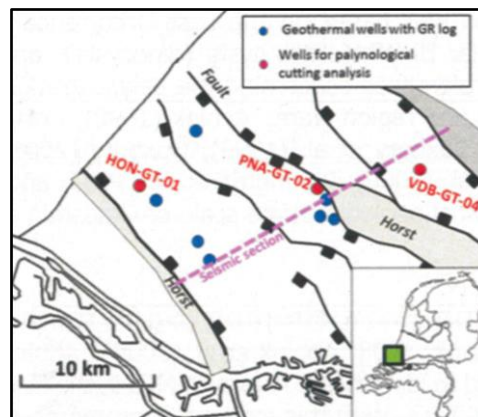 Geothermal wells with GR log
Wells for palynological
cutting analysis
Fault
HON-GT-01
PNA-GT-02
VDB-GT-04
Horst
Seismic section
Horst
10 km